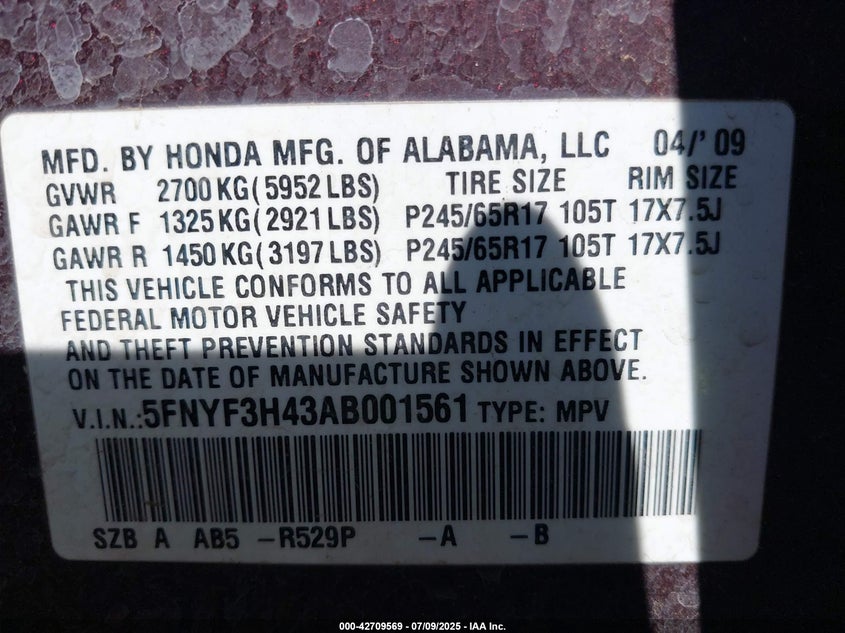 MFD. BY HONDA MFG. OF ALABAMA, LLC 04/'09
GVWR 2700 KG(5952 LBS) TIRE SIZE RIM SIZE
GAWR F 1325 KG(2921 LBS) P245/65R17 105T 17X7.5J
GAWR R 1450 KG(3197 LBS) P245/65R17 105T 17X7.5J
THIS VEHICLE CONFORMS TO ALL APPLICABLE
FEDERAL MOTOR VEHICLE SAFETY
AND THEFT PREVENTION STANDARDS IN EFFECT
ON THE DATE OF MANUFACTURE SHOWN ABOVE.
V.I.N.:5FNYF3H43AB001561 TYPE: MPV
SZB A AB5 -R529P -A -B
000-42709569 - 07/09/2025 - IAA Inc.